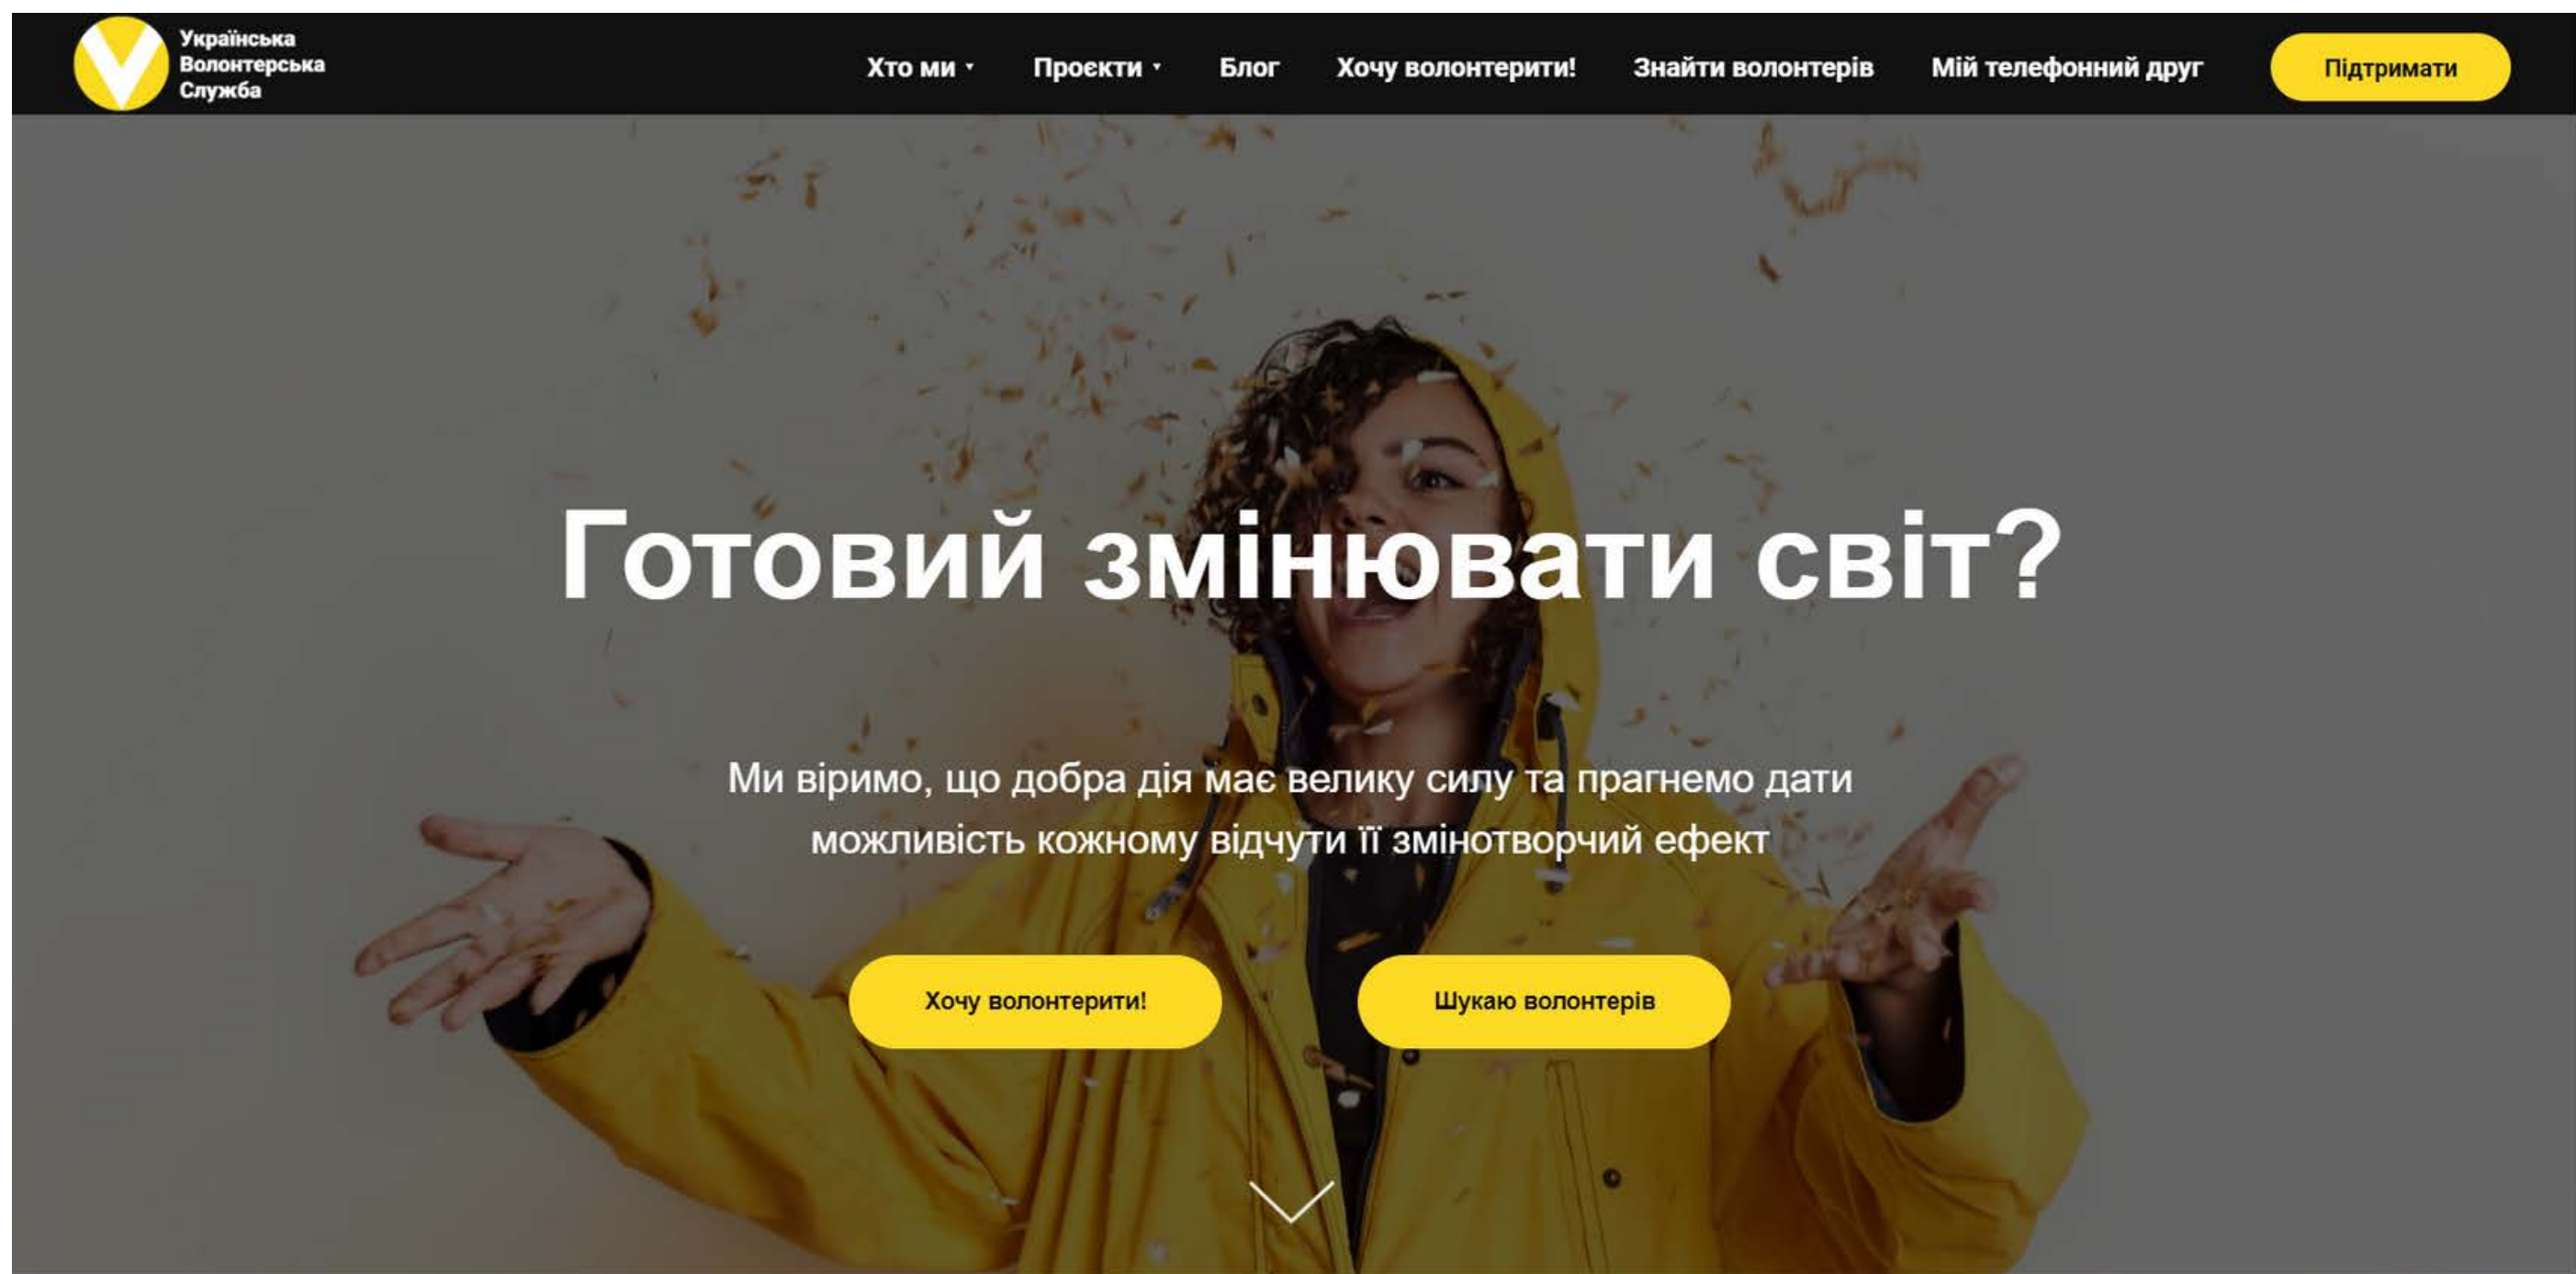 Українська
Волонтерська
Служба
Хто ми
Проєкти
Блог
Хочу волонтерити!
Знайти волонтерів
Мій телефонний друг
Підтримати
Готовий змінювати світ?
Ми віримо, що добра дія має велику силу та прагнемо дати
можливість кожному відчути її змінотворчий ефект
Хочу волонтерити!
Шукаю волонтерів